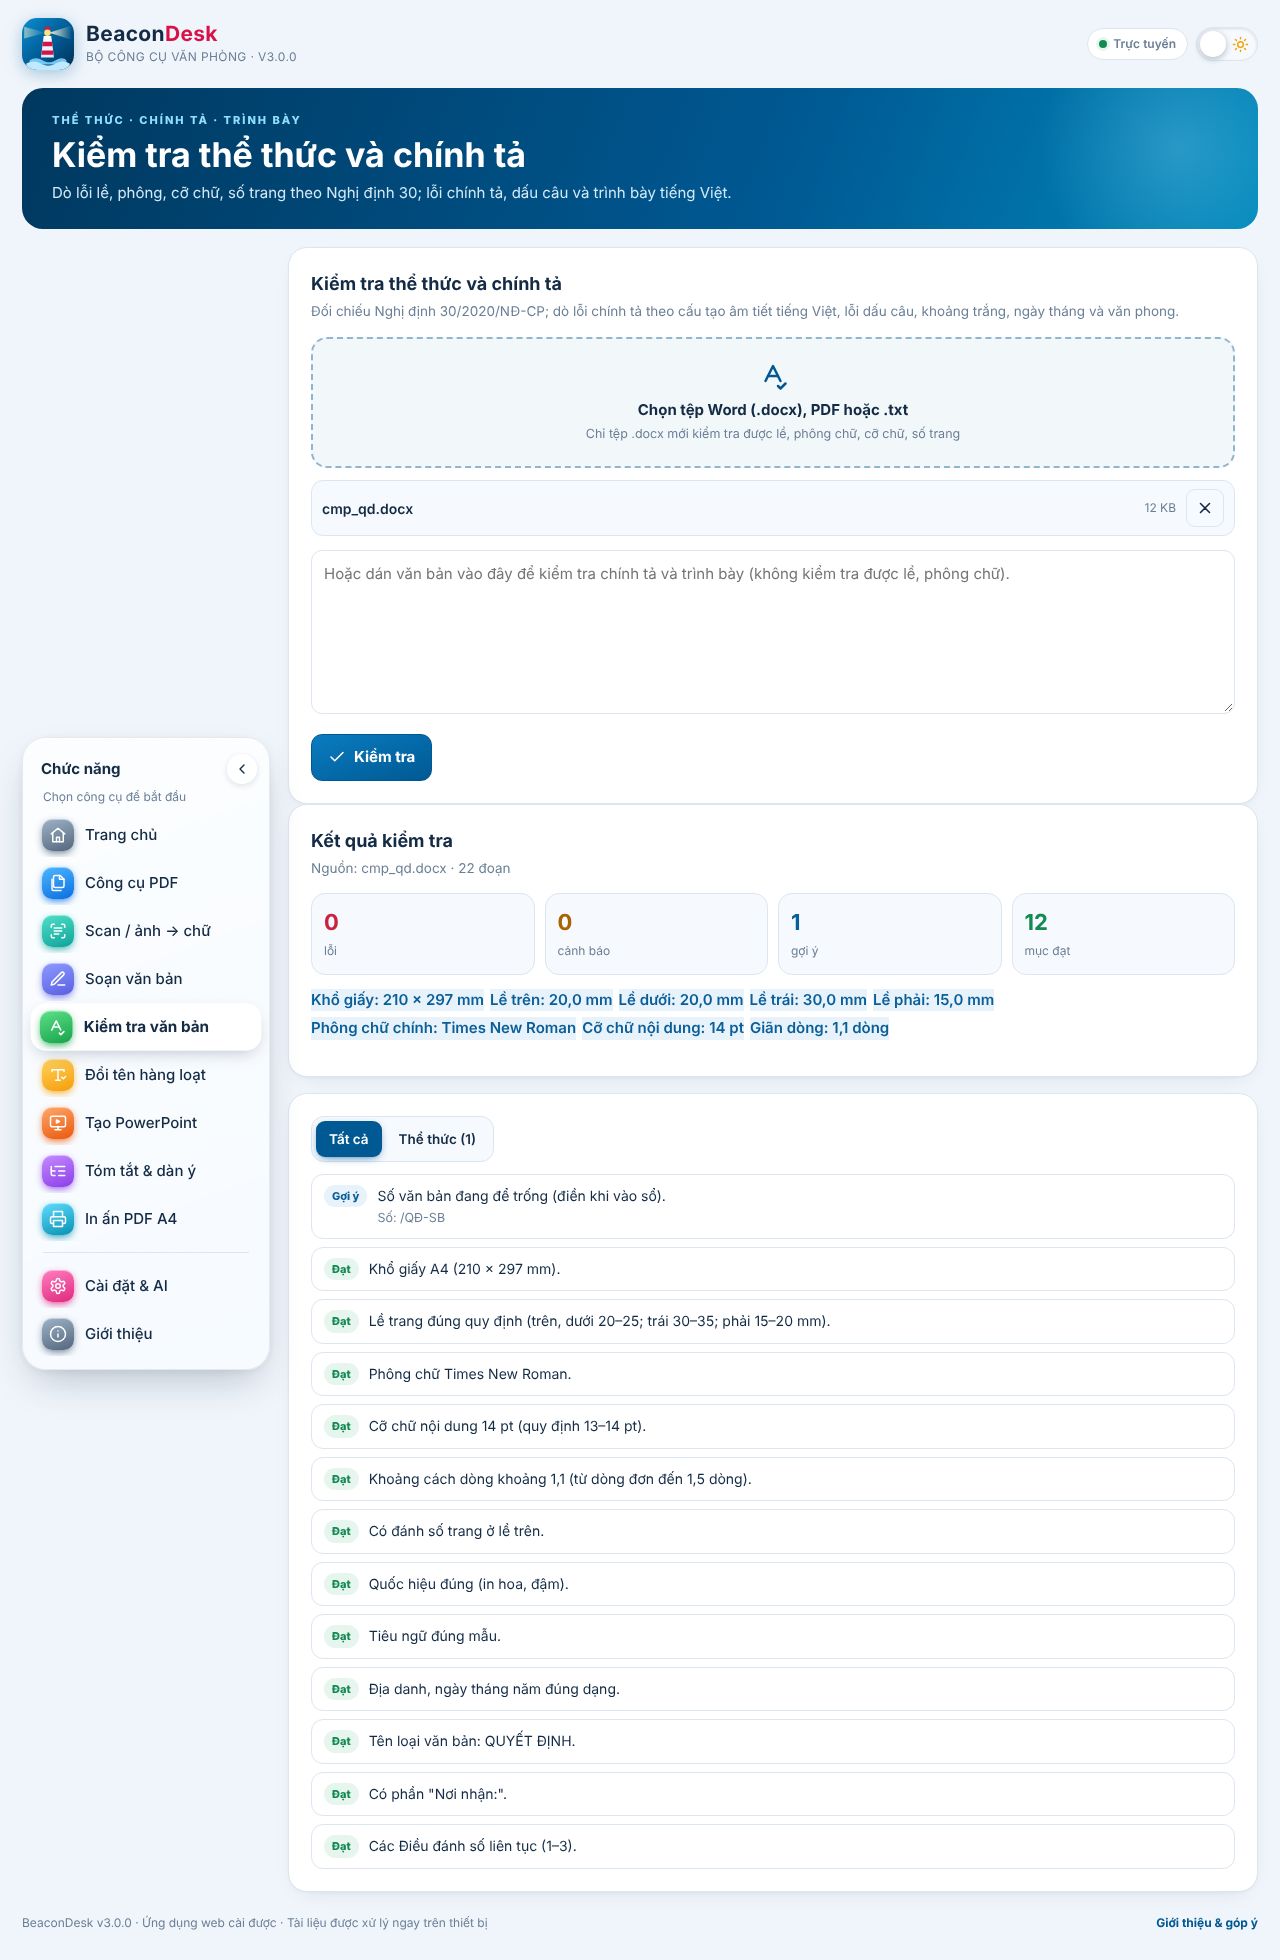 BeaconDesk
BỘ CÔNG CỤ VĂN PHÒNG · V3.0.0
Trực tuyến
THỂ THỨC · CHÍNH TẢ · TRÌNH BÀY
Kiểm tra thể thức và chính tả
Dò lỗi lề, phông, cỡ chữ, số trang theo Nghị định 30; lỗi chính tả, dấu câu và trình bày tiếng Việt.
Kiểm tra thể thức và chính tả
Đối chiếu Nghị định 30/2020/NĐ-CP; dò lỗi chính tả theo cấu tạo âm tiết tiếng Việt, lỗi dấu câu, khoảng trắng, ngày tháng và văn phong.
Chọn tệp Word (.docx), PDF hoặc .txt
Chỉ tệp .docx mới kiểm tra được lề, phông chữ, cỡ chữ, số trang
cmp_qd.docx
12 KB
Hoặc dán văn bản vào đây để kiểm tra chính tả và trình bày (không kiểm tra được lề, phông chữ).
Kiểm tra
Chức năng
Chọn công cụ để bắt đầu
Trang chủ
Công cụ PDF
Scan / ảnh → chữ
Soạn văn bản
Kiểm tra văn bản
Đổi tên hàng loạt
Tạo PowerPoint
Tóm tắt & dàn ý
In ấn PDF A4
Cài đặt & AI
Giới thiệu
Kết quả kiểm tra
Nguồn: cmp_qd.docx · 22 đoạn
0
lỗi
0
cảnh báo
1
gợi ý
12
mục đạt
Khổ giấy: 210 × 297 mm Lề trên: 20,0 mm Lề dưới: 20,0 mm Lề trái: 30,0 mm Lề phải: 15,0 mm
Phông chữ chính: Times New Roman Cỡ chữ nội dung: 14 pt Giãn dòng: 1,1 dòng
Tất cả
Thể thức (1)
Gợi ý Số văn bản đang để trống (điền khi vào sổ).
Số: /QĐ-SB
Đạt Khổ giấy A4 (210 × 297 mm).
Đạt Lề trang đúng quy định (trên, dưới 20–25; trái 30–35; phải 15–20 mm).
Đạt Phông chữ Times New Roman.
Đạt Cỡ chữ nội dung 14 pt (quy định 13–14 pt).
Đạt Khoảng cách dòng khoảng 1,1 (từ dòng đơn đến 1,5 dòng).
Đạt Có đánh số trang ở lề trên.
Đạt Quốc hiệu đúng (in hoa, đậm).
Đạt Tiêu ngữ đúng mẫu.
Đạt Địa danh, ngày tháng năm đúng dạng.
Đạt Tên loại văn bản: QUYẾT ĐỊNH.
Đạt Có phần "Nơi nhận:".
Đạt Các Điều đánh số liên tục (1–3).
BeaconDesk v3.0.0 · Ứng dụng web cài được · Tài liệu được xử lý ngay trên thiết bị
Giới thiệu & góp ý